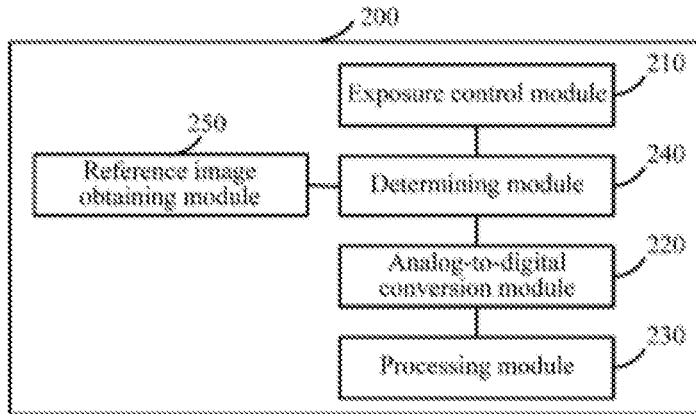 200
210
Exposure control module
250
240
Reference image
obtaining module
Determining module
220
Analog-to-digital
conversion module
230
Processing module